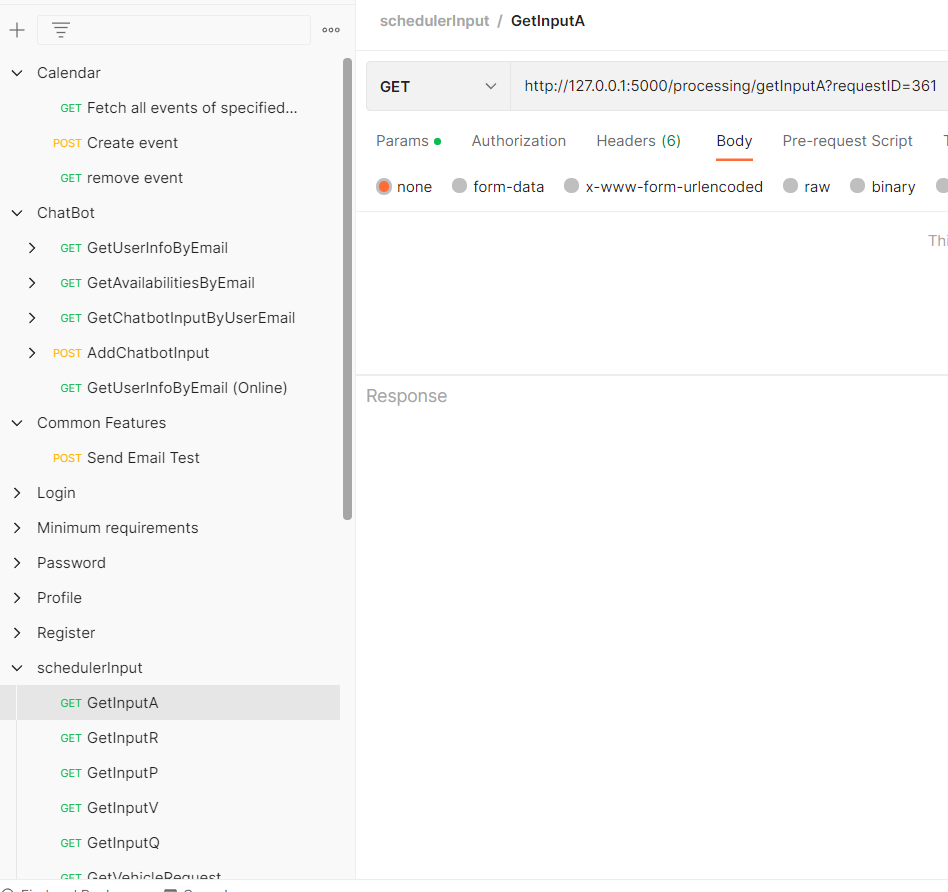 schedulerInput / GetInputA
GET http://127.0.0.1:5000/processing/getInputA?requestID=361
Params Authorization Headers (6) Body Pre-request Script
none form-data x-www-form-urlencoded raw binary
Thi
Response
Calendar
GET Fetch all events of specified...
POST Create event
GET remove event
ChatBot
GET GetUserInfoByEmail
GET GetAvailabilitiesByEmail
GET GetChatbotInputByUserEmail
POST AddChatbotInput
GET GetUserInfoByEmail (Online)
Common Features
POST Send Email Test
Login
Minimum requirements
Password
Profile
Register
schedulerInput
GET GetInputA
GET GetInputR
GET GetInputP
GET GetInputV
GET GetInputQ
GET GetVehicleRequest